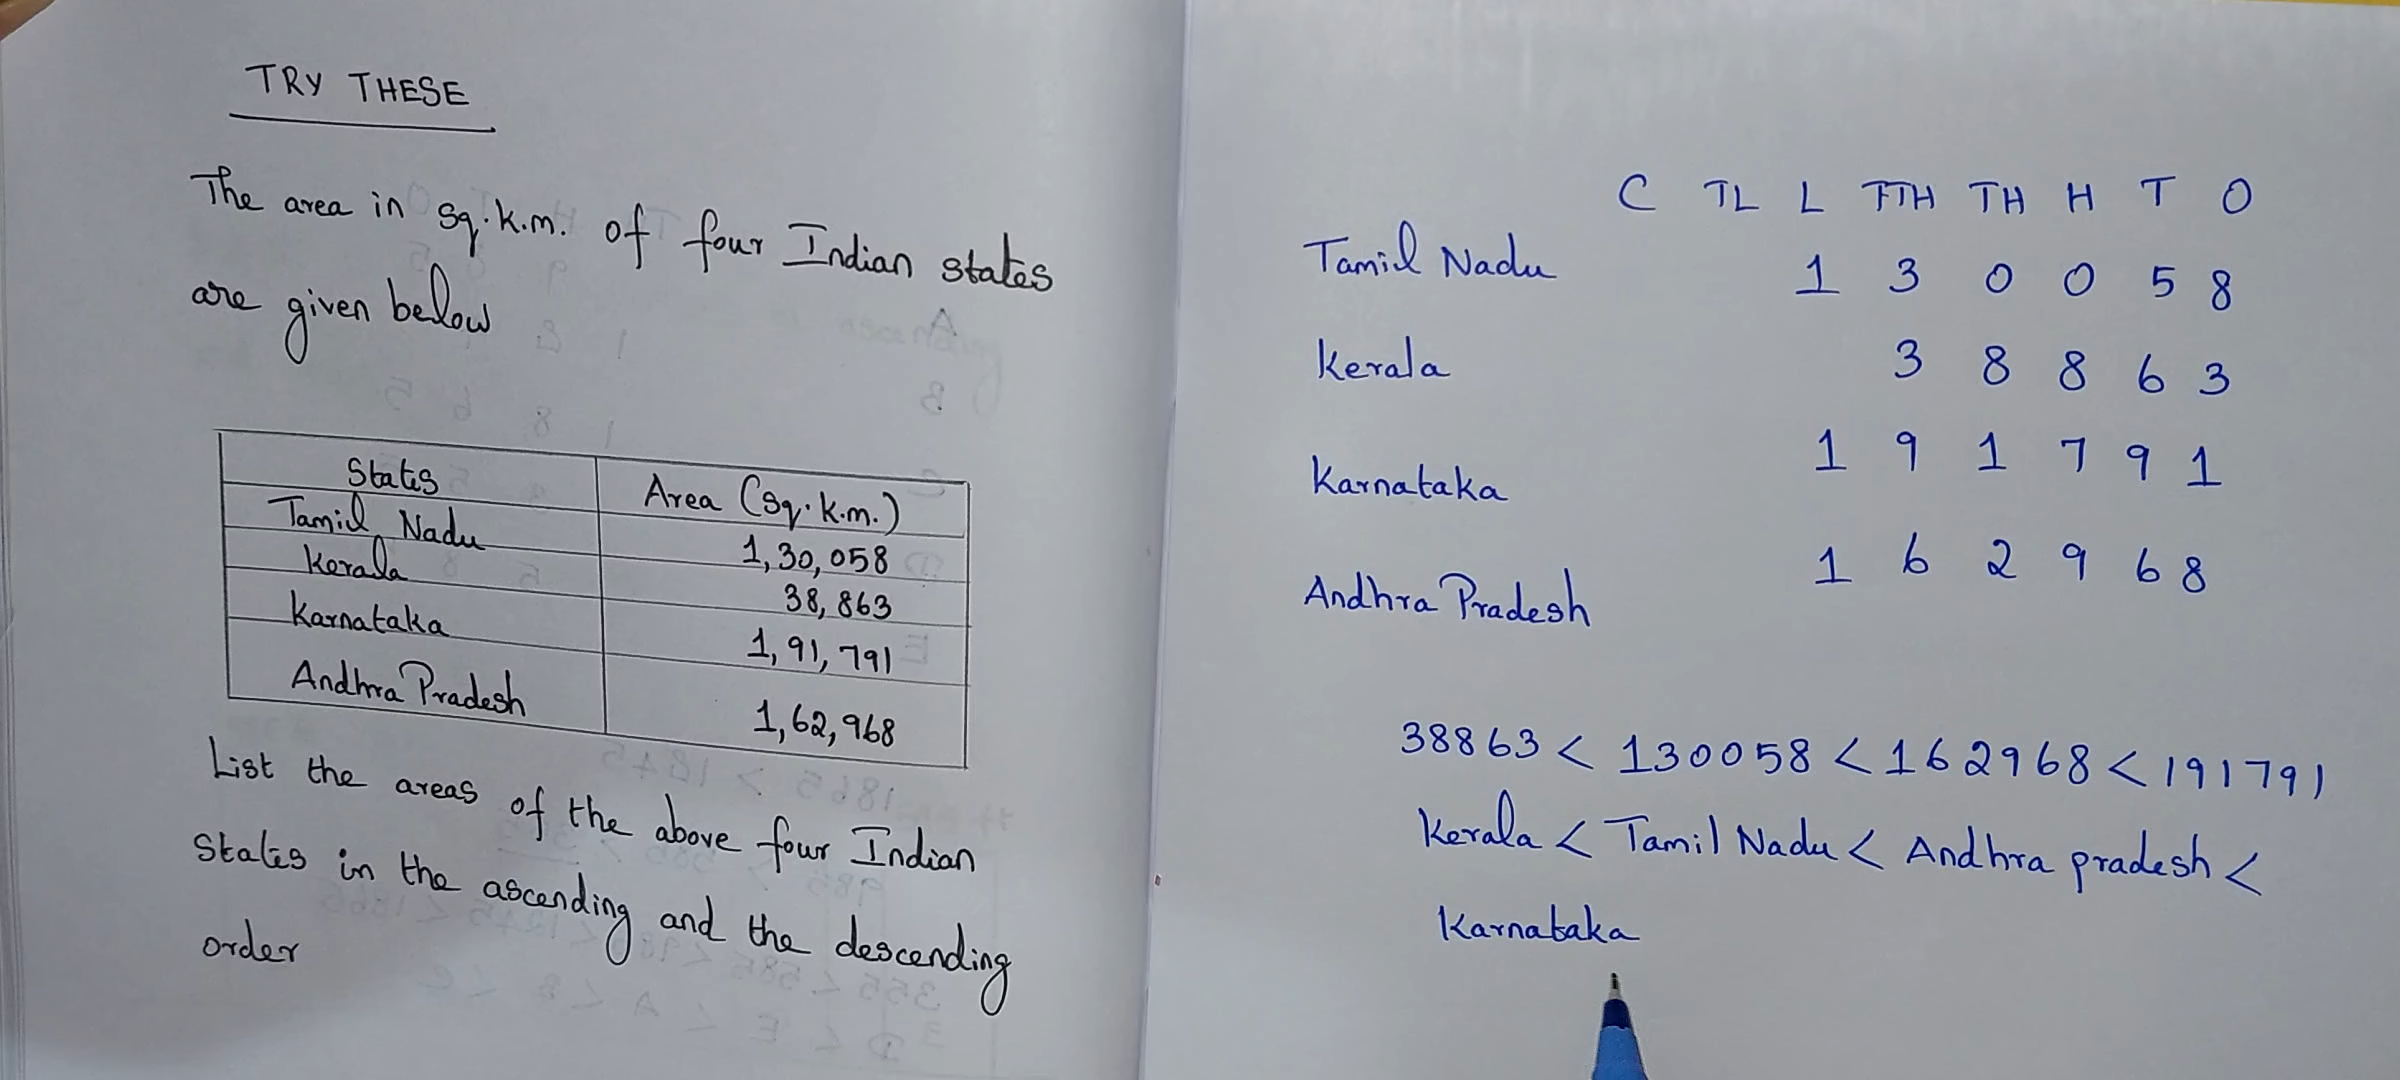 TRY THESE
The area in sq.k.m. of four Indian states
are given below
States Area (sq.k.m.)
Tamil Nadu 1,30,058
Kerala 38,863
Karnataka 1,91,791
Andhra Pradesh 1,62,968
List the areas of the above four Indian
States in the ascending and the descending
order
C TL L TTH TH H T O
Tamil Nadu 1 3 0 0 5 8
Kerala 3 8 8 6 3
Karnataka 1 9 1 7 9 1
Andhra Pradesh 1 6 2 9 6 8
38863 < 130058 < 162968 < 191791
Kerala < Tamil Nadu < Andhra pradesh <
Karnataka